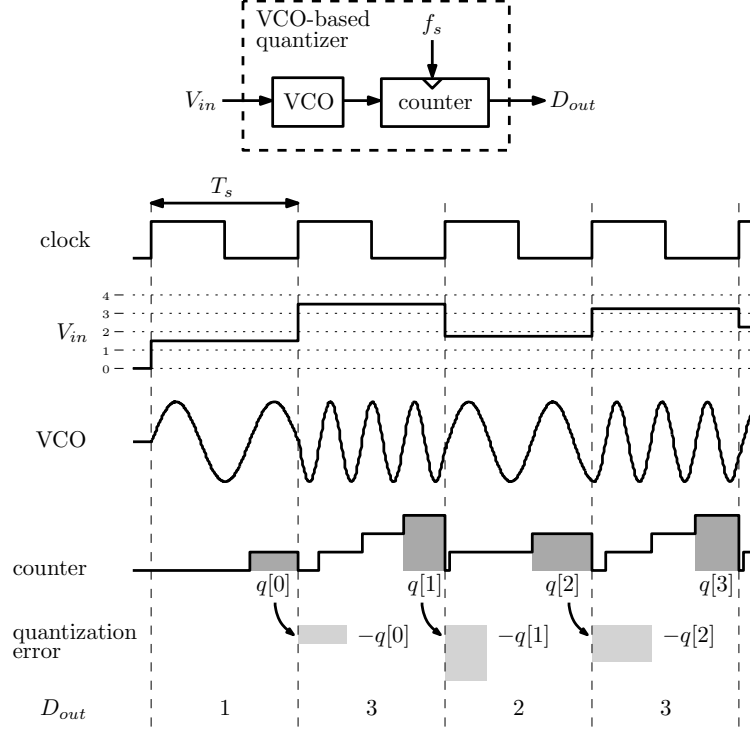 VCO-based
quantizer
f_s
V_in
VCO
counter
D_out
T_s
clock
4
3
2
1
0
V_in
VCO
counter
q[0]
q[1]
q[2]
q[3]
quantization
error
−q[0]
−q[1]
−q[2]
D_out
1
3
2
3